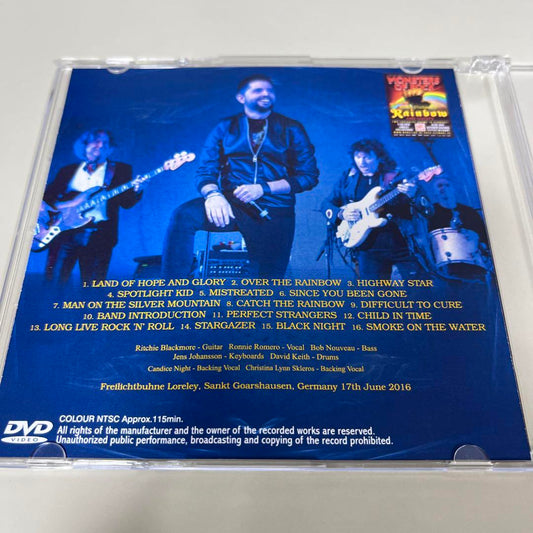 MONSTERS
OF ROCK
Rainbow
1. LAND OF HOPE AND GLORY 2. OVER THE RAINBOW 3. HIGHWAY STAR
4. SPOTLIGHT KID 5. MISTREATED 6. SINCE YOU BEEN GONE
7. MAN ON THE SILVER MOUNTAIN 8. CATCH THE RAINBOW 9. DIFFICULT TO CURE
10. BAND INTRODUCTION 11. PERFECT STRANGERS 12. CHILD IN TIME
13. LONG LIVE ROCK 'N' ROLL 14. STARGAZER 15. BLACK NIGHT 16. SMOKE ON THE WATER
Ritchie Blackmore - Guitar Ronnie Romero - Vocal Bob Nouveau - Bass
Jens Johansson - Keyboards David Keith - Drums
Candice Night - Backing Vocal Christina Lynn Skleros - Backing Vocal
Freilichtbuhne Loreley, Sankt Goarshausen, Germany 17th June 2016
DVD
VIDEO
COLOUR NTSC Approx.115min.
All rights of the manufacturer and the owner of the recorded works are reserved.
Unauthorized public performance, broadcasting and copying of the record prohibited.